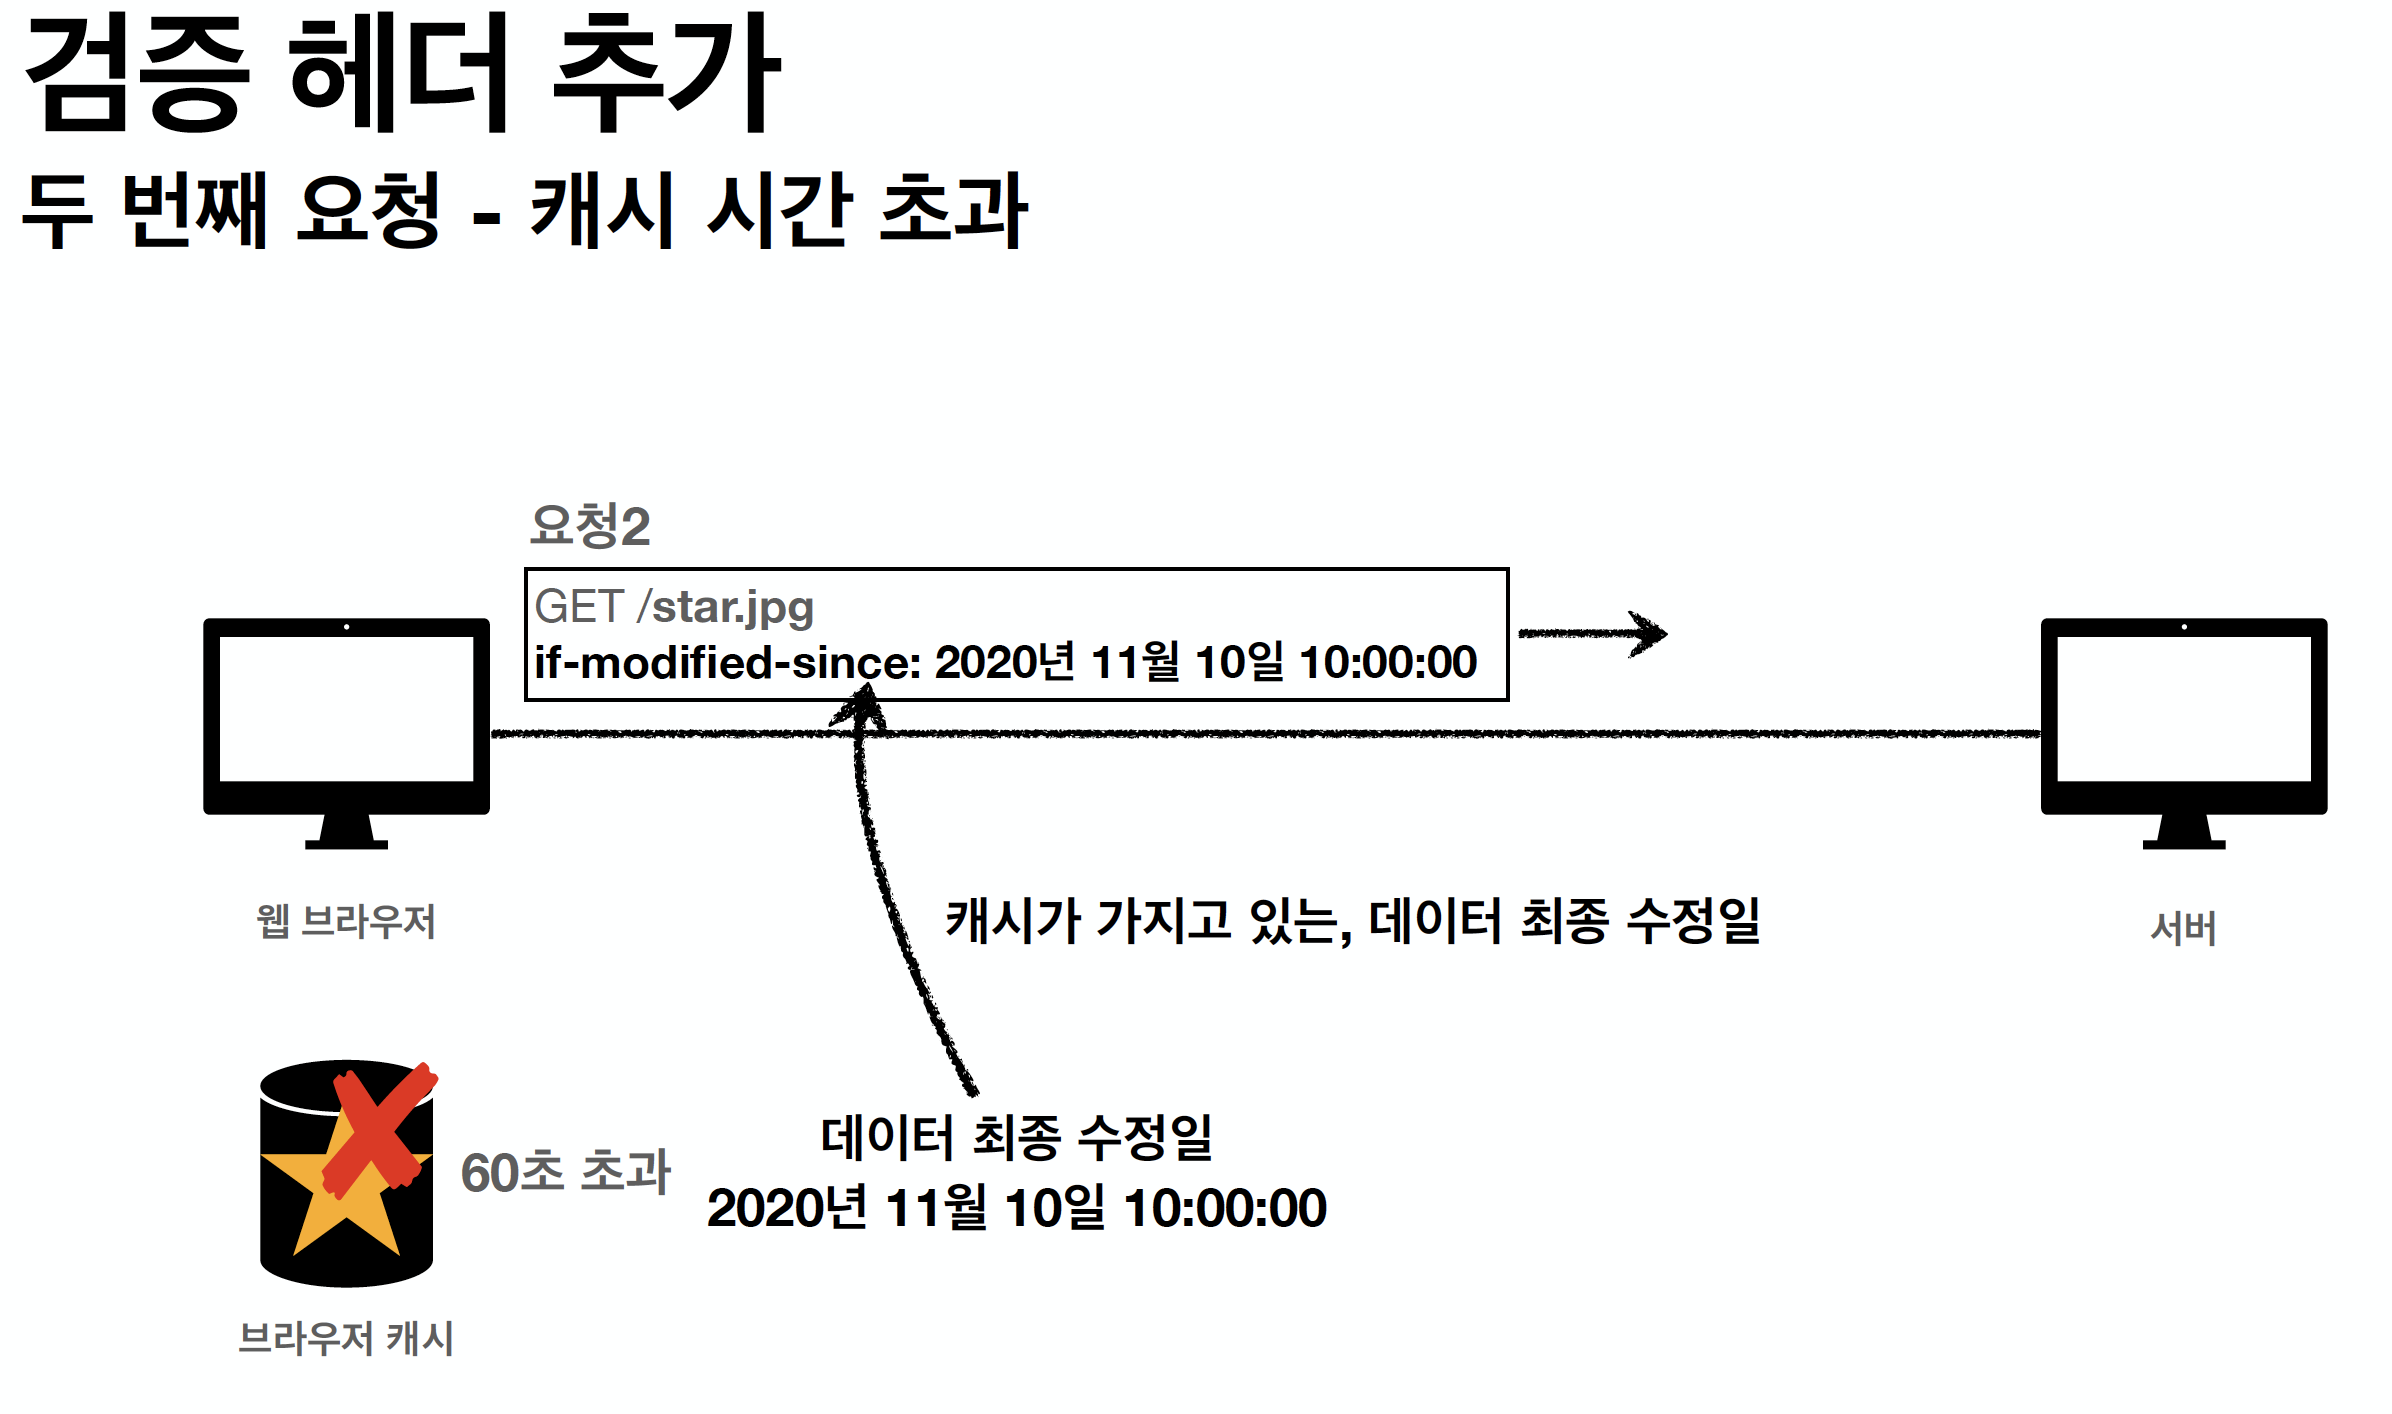 검증 헤더 추가
두 번째 요청 - 캐시 시간 초과
요청2
GET /star.jpg
if-modified-since: 2020년 11월 10일 10:00:00
웹 브라우저
캐시가 가지고 있는, 데이터 최종 수정일
서버
데이터 최종 수정일
60초 초과
2020년 11월 10일 10:00:00
브라우저 캐시